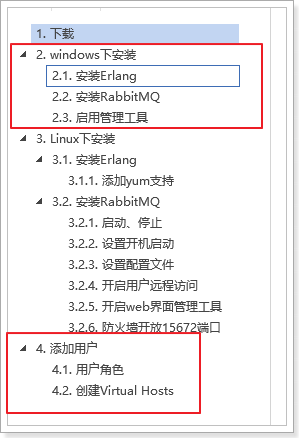 1. 下载
2. windows下安装
2.1. 安装Erlang
2.2. 安装RabbitMQ
2.3. 启用管理工具
3. Linux下安装
3.1. 安装Erlang
3.1.1. 添加yum支持
3.2. 安装RabbitMQ
3.2.1. 启动、停止
3.2.2. 设置开机启动
3.2.3. 设置配置文件
3.2.4. 开启用户远程访问
3.2.5. 开启web界面管理工具
3.2.6. 防火墙开放15672端口
4. 添加用户
4.1. 用户角色
4.2. 创建Virtual Hosts